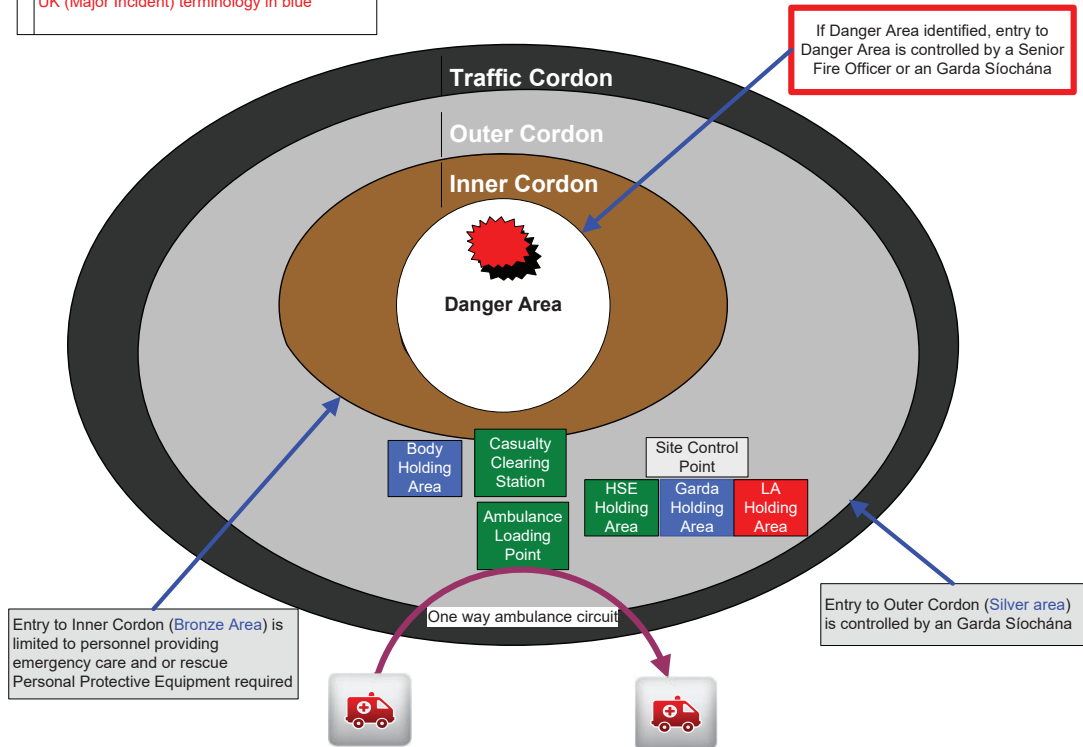 UK (Major Incident) terminology in blue
If Danger Area identified, entry to
Danger Area is controlled by a Senior
Fire Officer or an Garda Síochána
Traffic Cordon
Outer Cordon
Inner Cordon
Danger Area
Body
Holding
Area
Casualty
Clearing
Station
Site Control
Point
HSE
Holding
Area
Garda
Holding
Area
LA
Holding
Area
Ambulance
Loading
Point
One way ambulance circuit
Entry to Inner Cordon (Bronze Area) is
limited to personnel providing
emergency care and or rescue
Personal Protective Equipment required
Entry to Outer Cordon (Silver area)
is controlled by an Garda Síochána